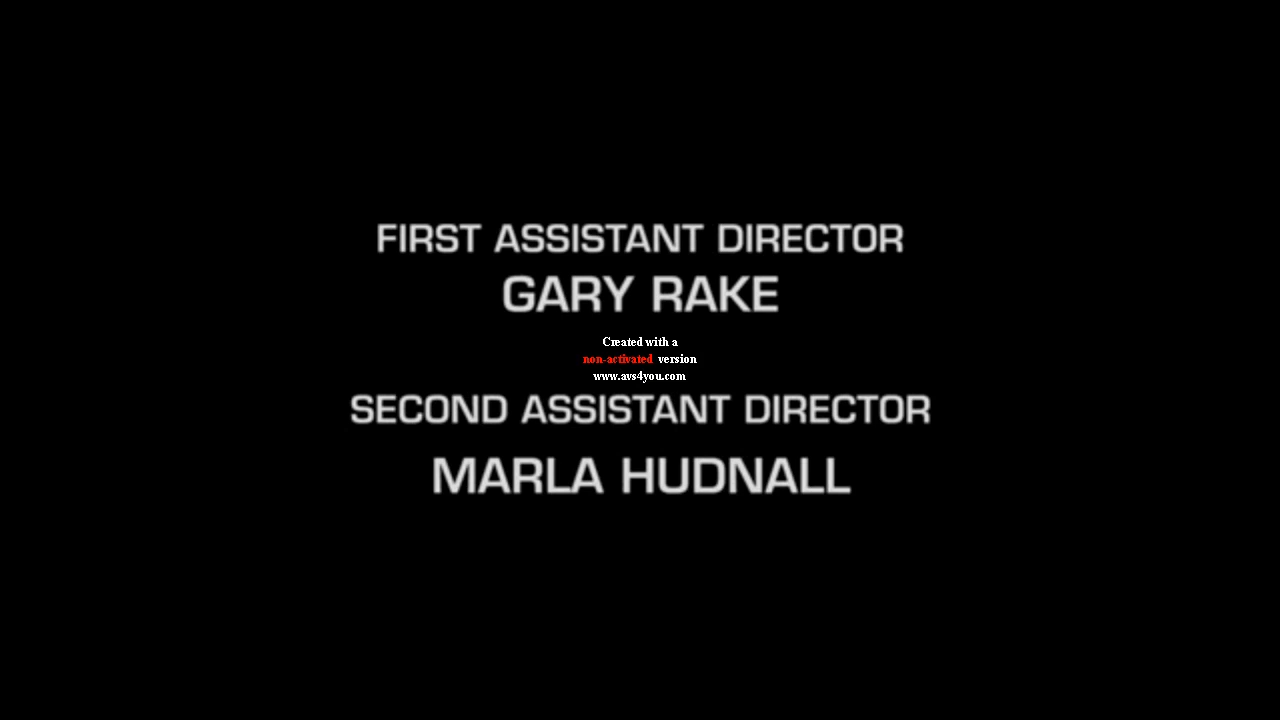 FIRST ASSISTANT DIRECTOR
GARY RAKE
Created with a
non-activated version
www.avs4you.com
SECOND ASSISTANT DIRECTOR
MARLA HUDNALL